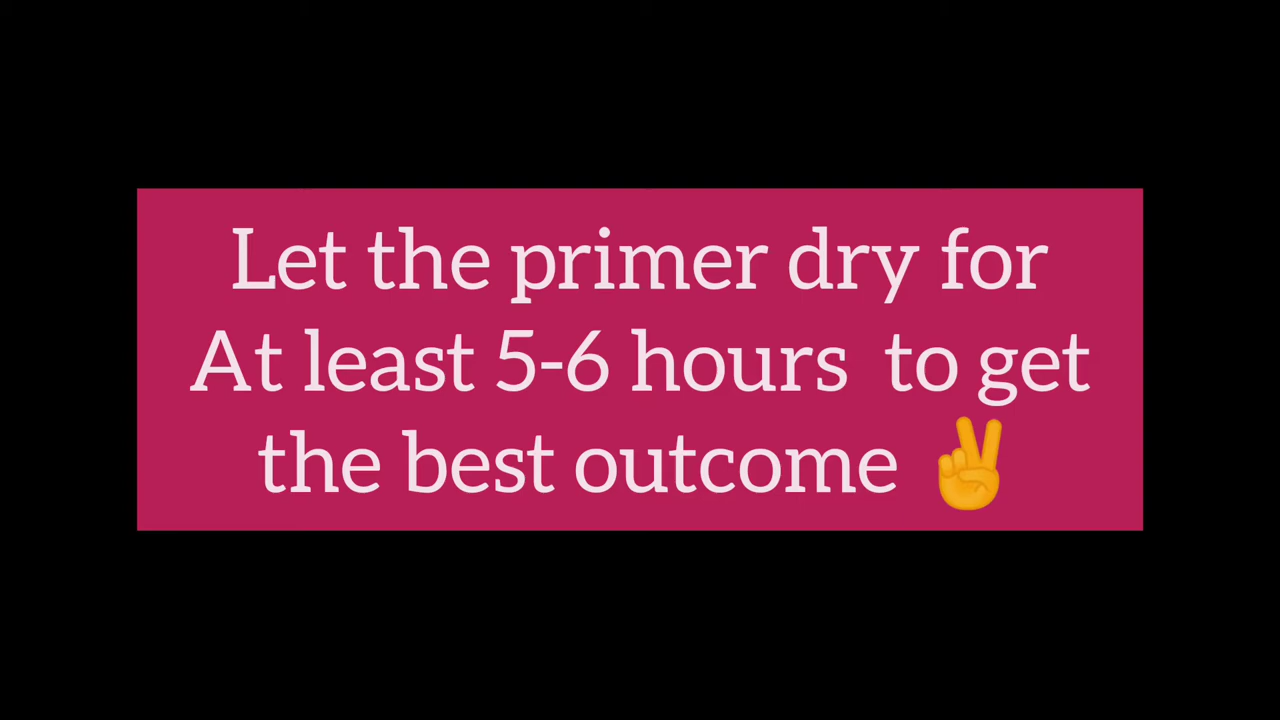 Let the primer dry for
At least 5-6 hours  to get
the best outcome ✌️